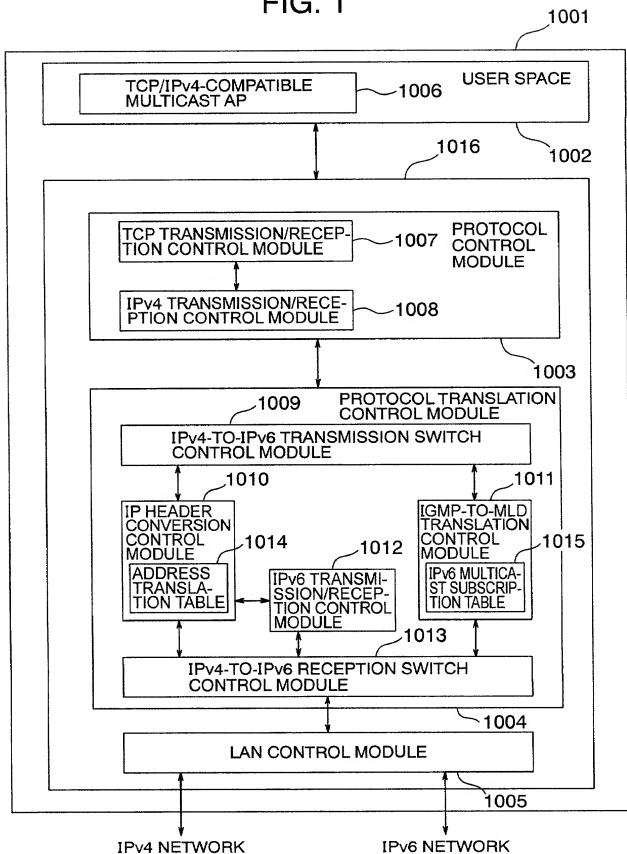 FIG. 1
1001
TCP/IPv4-COMPATIBLE
MULTICAST AP
1006
USER SPACE
1002
1016
TCP TRANSMISSION/RECEP-
TION CONTROL MODULE
1007
PROTOCOL
CONTROL
MODULE
IPv4 TRANSMISSION/RECE-
PTION CONTROL MODULE
1008
1003
PROTOCOL TRANSLATION
CONTROL MODULE
1009
IPv4-TO-IPv6 TRANSMISSION SWITCH
CONTROL MODULE
1010
1011
IP HEADER
CONVERSION
CONTROL
MODULE
1014
ADDRESS
TRANSLA-
TION TABLE
1012
IPv6 TRANSMI-
SSION/RECEP-
TION CONTROL
MODULE
IGMP-TO-MLD
TRANSLATION
CONTROL
MODULE
1015
IPv6 MULTICA-
ST SUBSCRIP-
TION TABLE
1013
IPv4-TO-IPv6 RECEPTION SWITCH
CONTROL MODULE
1004
LAN CONTROL MODULE
1005
IPv4 NETWORK
IPv6 NETWORK